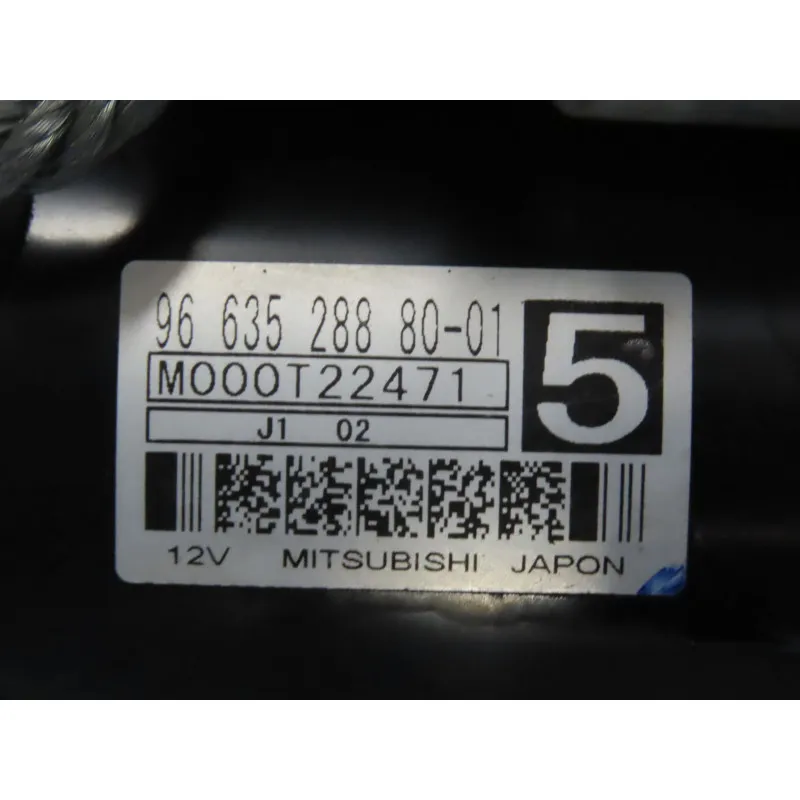 96 635 288 80-01
5
M000T22471
J1 02
12V MITSUBISHI JAPON